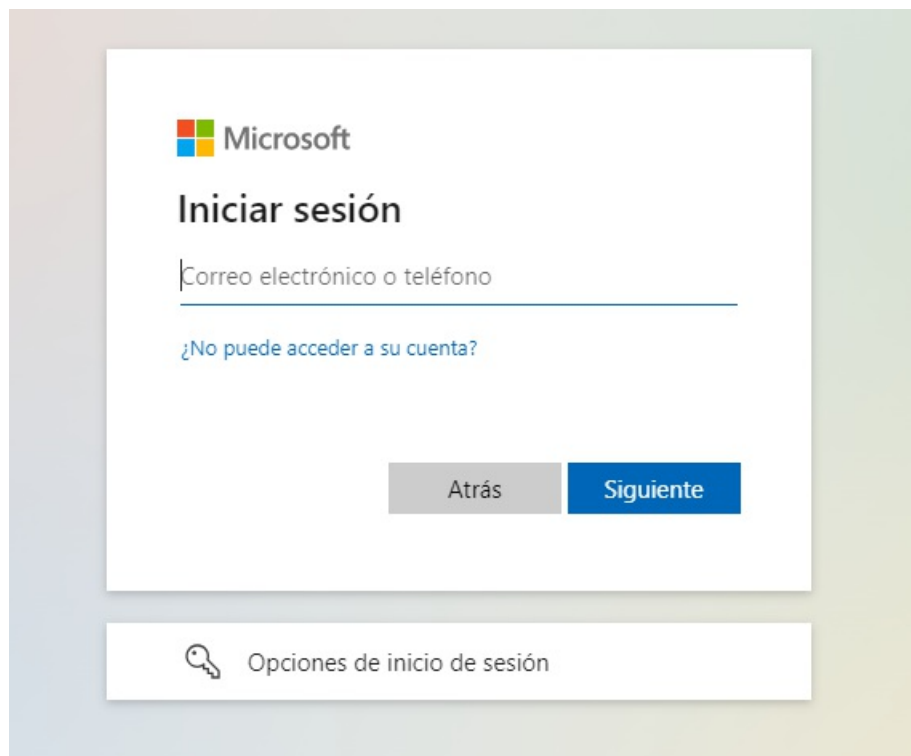 Microsoft
Iniciar sesión
Correo electrónico o teléfono
¿No puede acceder a su cuenta?
Atrás Siguiente
Opciones de inicio de sesión